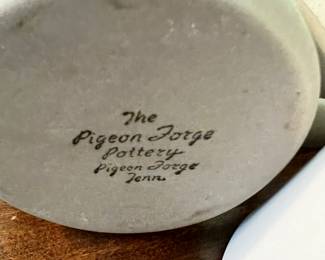 The
Pigeon Forge
Pottery
Pigeon Forge
Tenn.